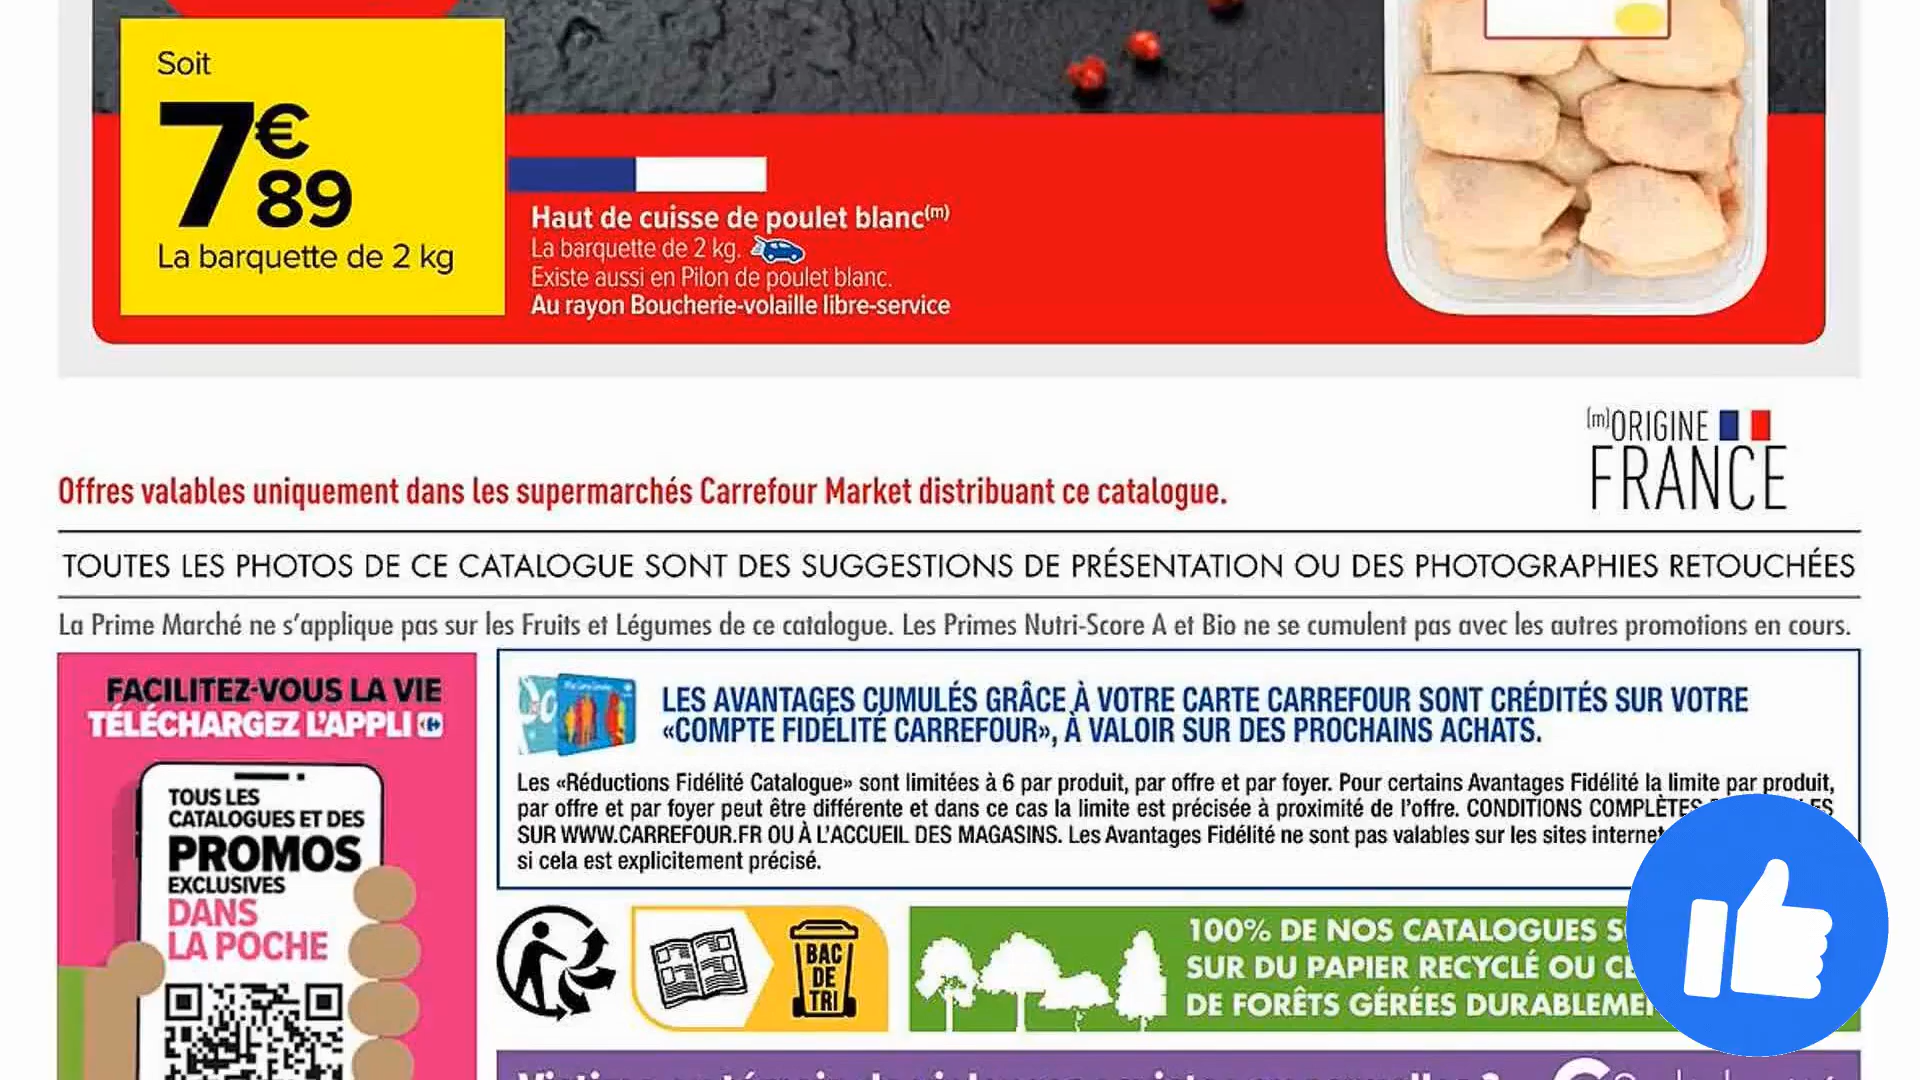 Soit
7€89
La barquette de 2 kg
Haut de cuisse de poulet blanc(m)
La barquette de 2 kg.
Existe aussi en Pilon de poulet blanc.
Au rayon Boucherie-volaille libre-service
(m)ORIGINE
FRANCE
Offres valables uniquement dans les supermarchés Carrefour Market distribuant ce catalogue.
TOUTES LES PHOTOS DE CE CATALOGUE SONT DES SUGGESTIONS DE PRÉSENTATION OU DES PHOTOGRAPHIES RETOUCHÉES
La Prime Marché ne s'applique pas sur les Fruits et Légumes de ce catalogue. Les Primes Nutri-Score A et Bio ne se cumulent pas avec les autres promotions en cours.
FACILITEZ-VOUS LA VIE
TÉLÉCHARGEZ L'APPLI
TOUS LES
CATALOGUES ET DES
PROMOS
EXCLUSIVES
DANS
LA POCHE
LES AVANTAGES CUMULÉS GRÂCE À VOTRE CARTE CARREFOUR SONT CRÉDITÉS SUR VOTRE
«COMPTE FIDÉLITÉ CARREFOUR», À VALOIR SUR DES PROCHAINS ACHATS.
Les «Réductions Fidélité Catalogue» sont limitées à 6 par produit, par offre et par foyer. Pour certains Avantages Fidélité la limite par produit,
par offre et par foyer peut être différente et dans ce cas la limite est précisée à proximité de l'offre. CONDITIONS COMPLÈTES
SUR WWW.CARREFOUR.FR OU À L'ACCUEIL DES MAGASINS. Les Avantages Fidélité ne sont pas valables sur les sites internet
si cela est explicitement précisé.
BAC
DE
TRI
100% DE NOS CATALOGUES
SUR DU PAPIER RECYCLÉ OU
DE FORÊTS GÉRÉES